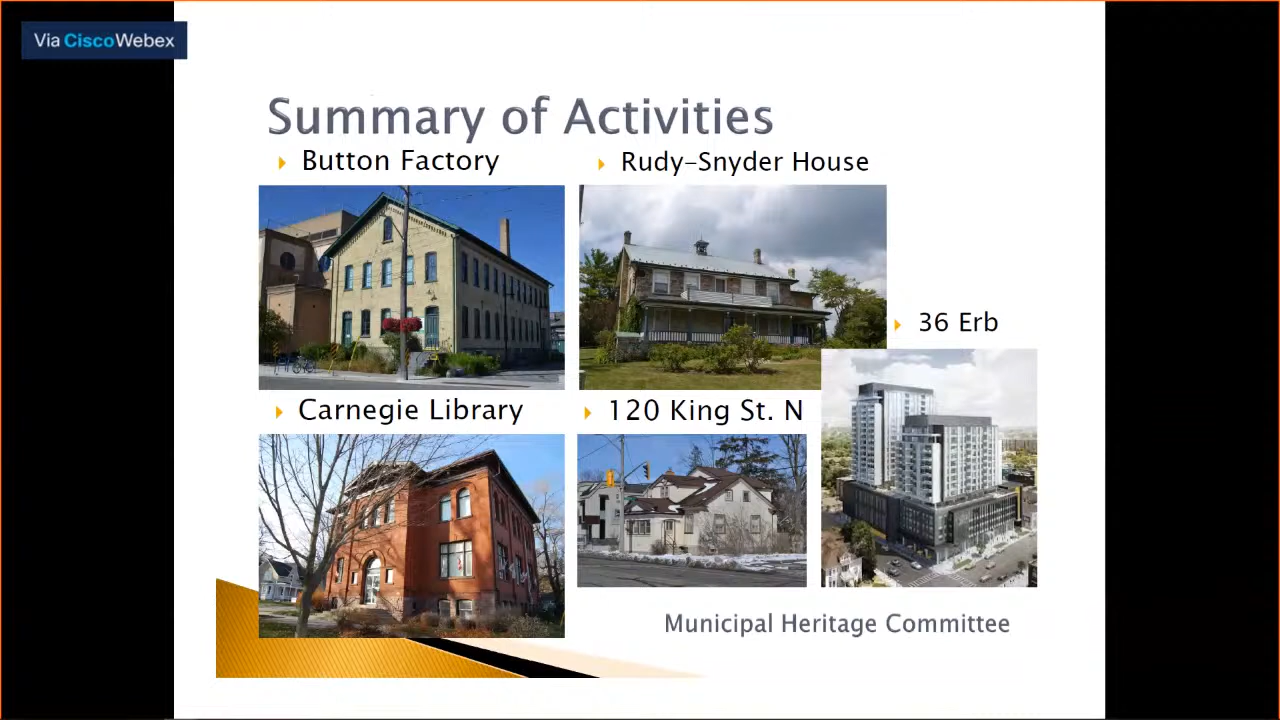 Via CiscoWebex
Summary of Activities
Button Factory
Rudy-Snyder House
36 Erb
Carnegie Library
120 King St. N
Municipal Heritage Committee